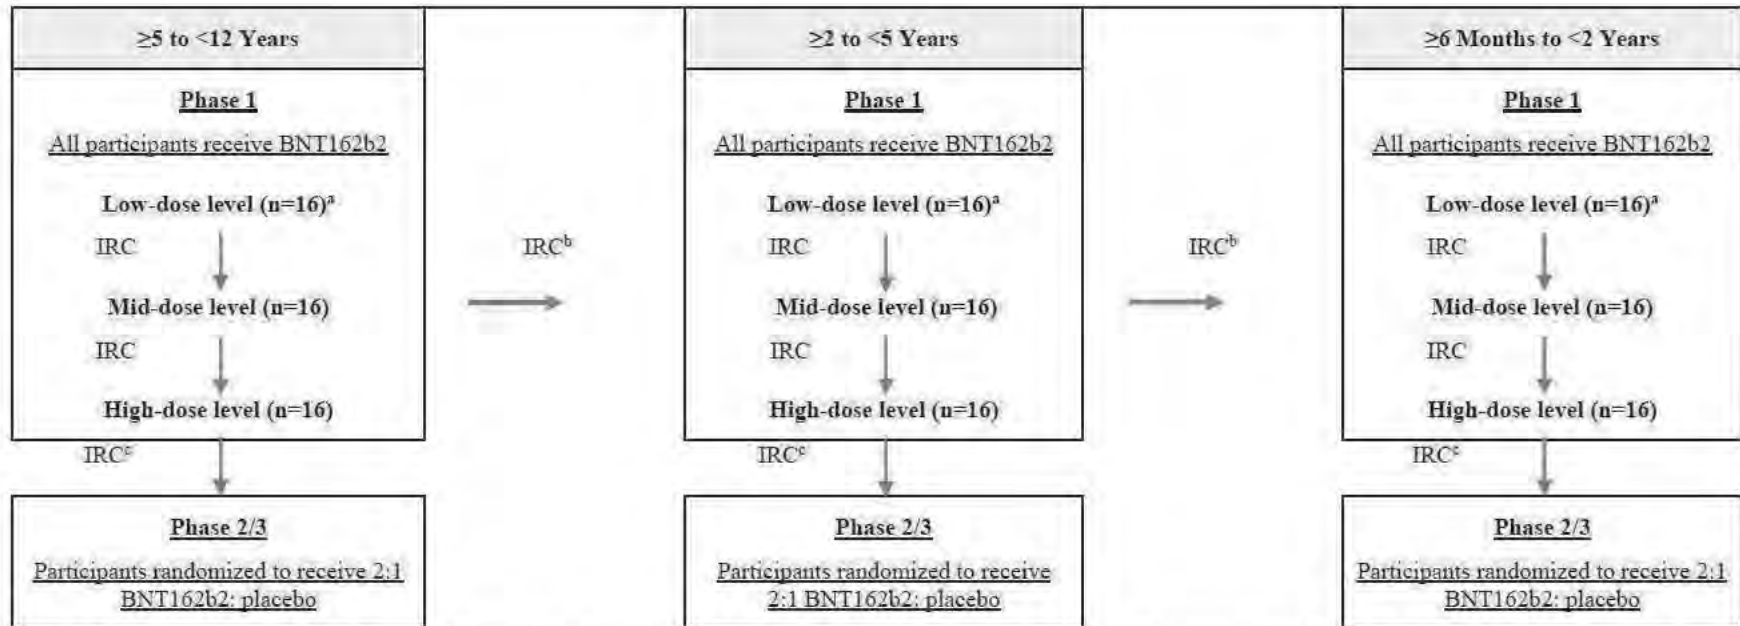 ≥5 to <12 Years
Phase 1
All participants receive BNT162b2
Low-dose level (n=16)ᵃ
IRC
Mid-dose level (n=16)
IRC
High-dose level (n=16)
IRCᶜ
Phase 2/3
Participants randomized to receive 2:1
BNT162b2: placebo
IRCᵇ
≥2 to <5 Years
Phase 1
All participants receive BNT162b2
Low-dose level (n=16)ᵃ
IRC
Mid-dose level (n=16)
IRC
High-dose level (n=16)
IRCᶜ
Phase 2/3
Participants randomized to receive
2:1 BNT162b2: placebo
IRCᵇ
≥6 Months to <2 Years
Phase 1
All participants receive BNT162b2
Low-dose level (n=16)ᵃ
IRC
Mid-dose level (n=16)
IRC
High-dose level (n=16)
IRCᶜ
Phase 2/3
Participants randomized to receive 2:1
BNT162b2: placebo